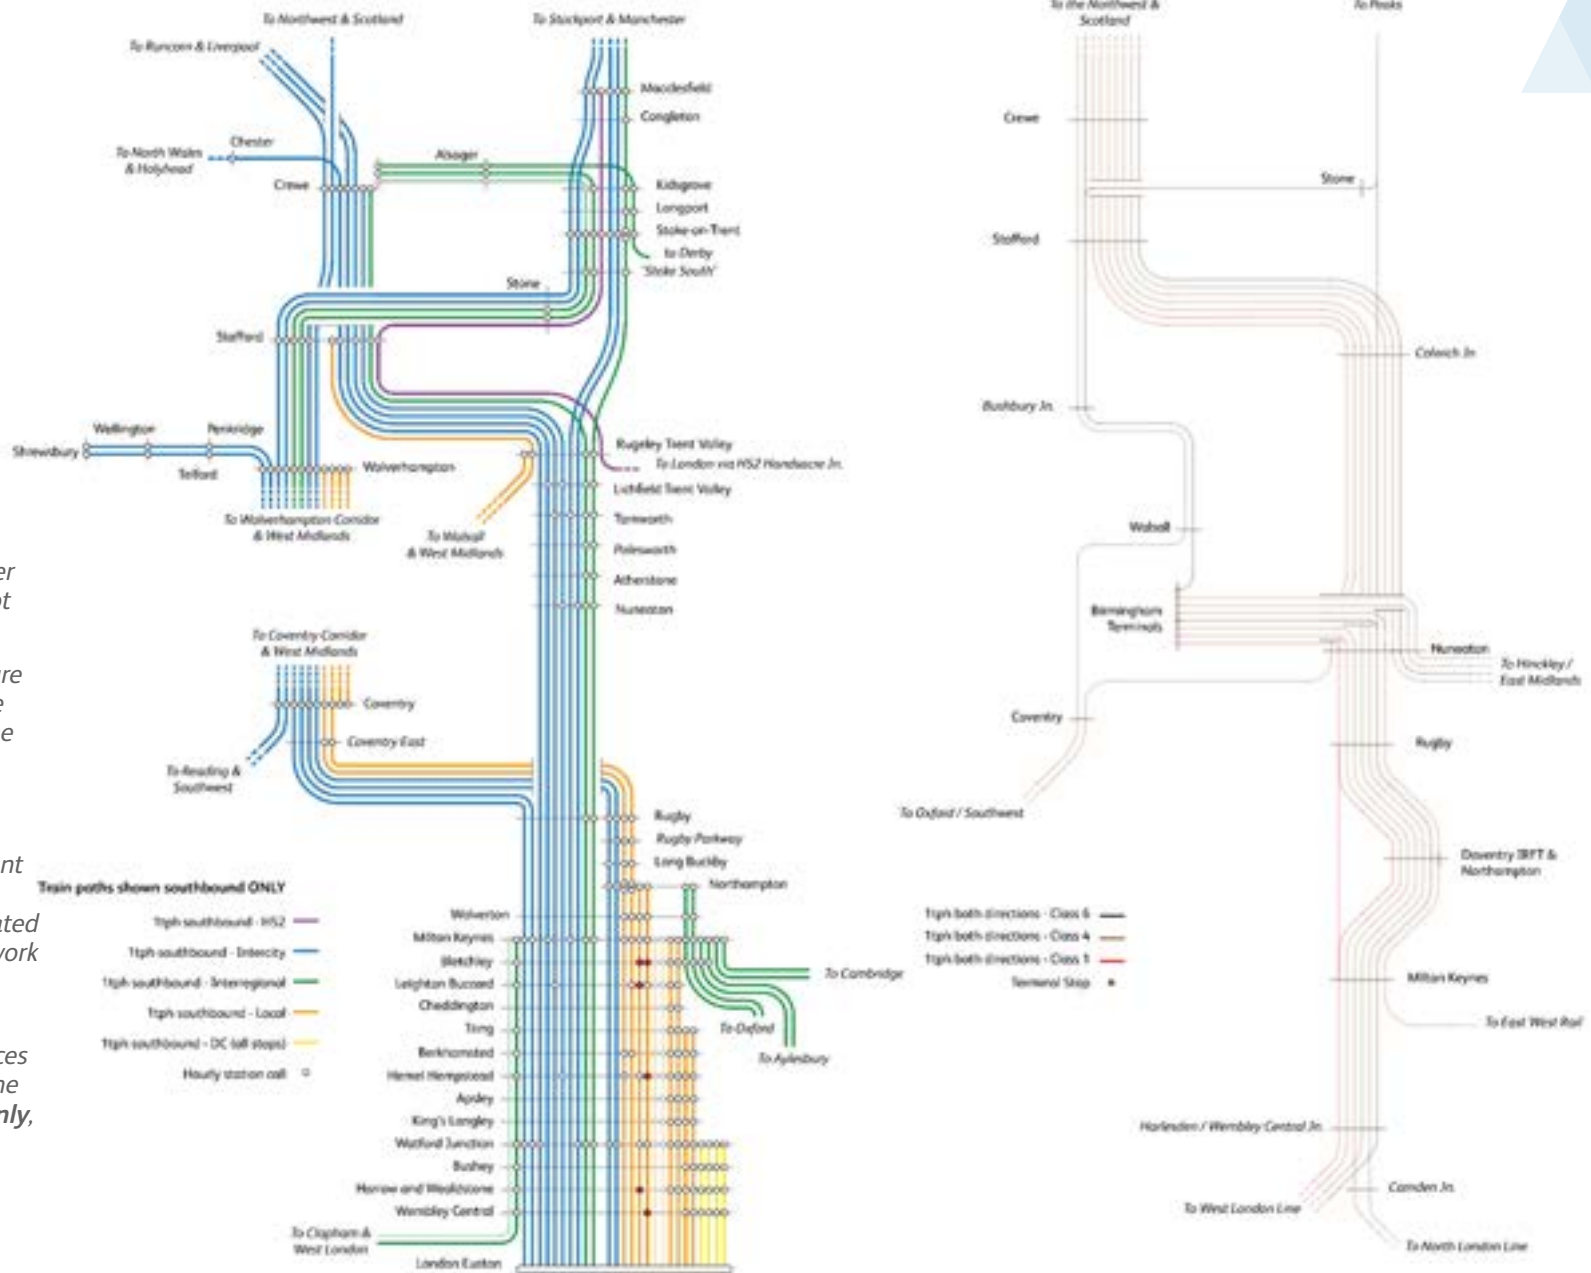 To Northwest & Scotland
To Stockport & Manchester
To Runcorn & Liverpool
Macclesfield
Congleton
Chester
To North Wales
& Holyhead
Alsager
Crewe
Kidsgrove
Longport
Stoke-on-Trent
to Derby
'Stoke South'
Stone
Stafford
Wellington
Penkridge
Shrewsbury
Telford
Wolverhampton
Rugeley Trent Valley
To London via HS2 Handsacre Jn.
Lichfield Trent Valley
To Wolverhampton Corridor
& West Midlands
To Walsall
& West Midlands
Tamworth
Polesworth
Atherstone
Nuneaton
To Coventry Corridor
& West Midlands
Coventry
Coventry East
To Reading &
Southwest
Rugby
Rugby Parkway
Long Buckby
Northampton
Train paths shown southbound ONLY
1tph southbound - HS2
1tph southbound - Intercity
1tph southbound - Interregional
1tph southbound - Local
1tph southbound - DC (all stops)
Hourly station call
Wolverton
Milton Keynes
Bletchley
Leighton Buzzard
Cheddington
Tring
Berkhamsted
Hemel Hempstead
Apsley
King's Langley
Watford Junction
Bushey
Harrow and Wealdstone
Wembley Central
To Clapham &
West London
London Euston
To Cambridge
To Oxford
To Aylesbury
To the Northwest &
Scotland
To Peaks
Crewe
Stone
Stafford
Colwich Jn
Bushbury Jn.
Walsall
Birmingham
Terminals
Nuneaton
To Hinckley /
East Midlands
Coventry
Rugby
To Oxford / Southwest
Daventry IRFT &
Northampton
1tph both directions - Class 6
1tph both directions - Class 4
1tph both directions - Class 1
Terminal Stop
Milton Keynes
To East West Rail
Harlesden / Wembley Central Jn.
Camden Jn.
To West London Line
To North London Line